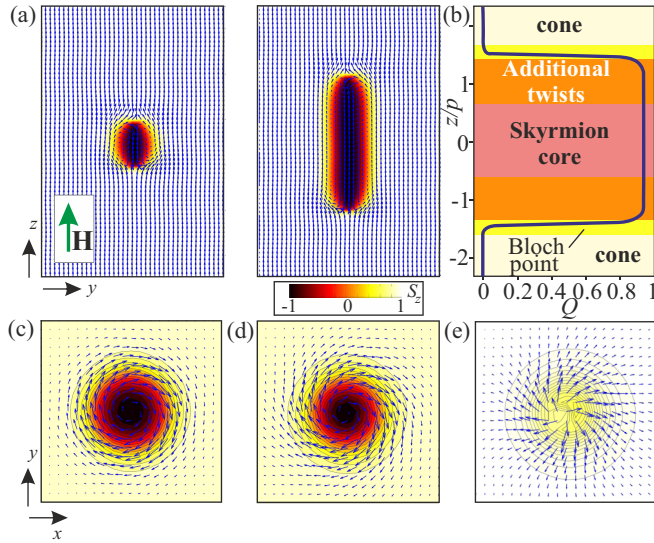 (a)
(b)
cone
Additional
twists
Skyrmion
core
Bloch
point
cone
z/p
1
0
-1
-2
0 0.2 0.4 0.6 0.8 1
Q
H
z
y
S_z
-1 0 1
(c)
(d)
(e)
y
x